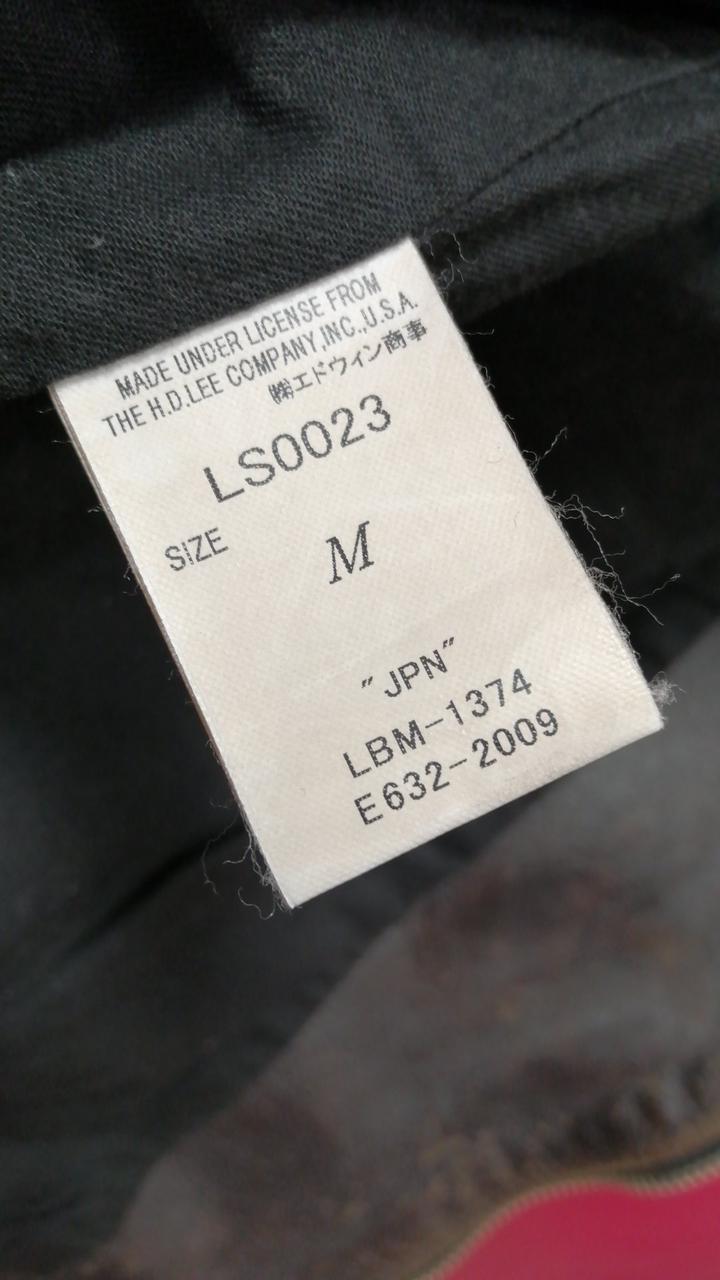 MADE UNDER LICENSE FROM
THE H.D.LEE COMPANY,INC.,U.S.A.
㈱エドウイン商事
LS0023
SIZE M
"JPN"
LBM-1374
E632-2009